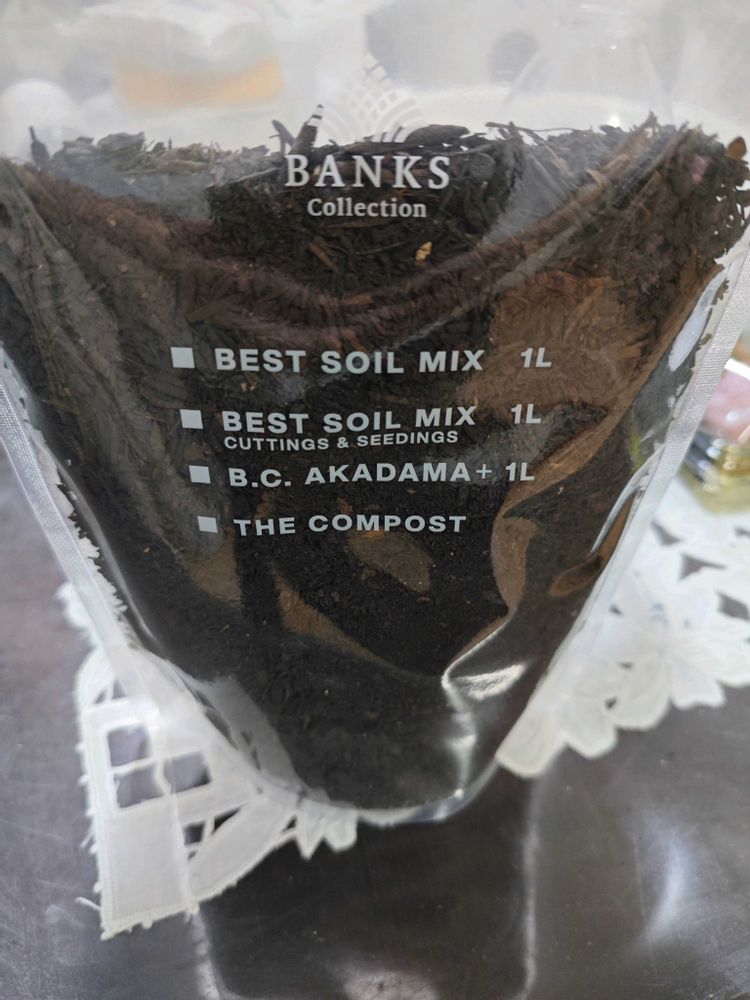 BANKS
Collection
BEST SOIL MIX 1L
BEST SOIL MIX 1L
CUTTINGS & SEEDINGS
B.C. AKADAMA+ 1L
THE COMPOST